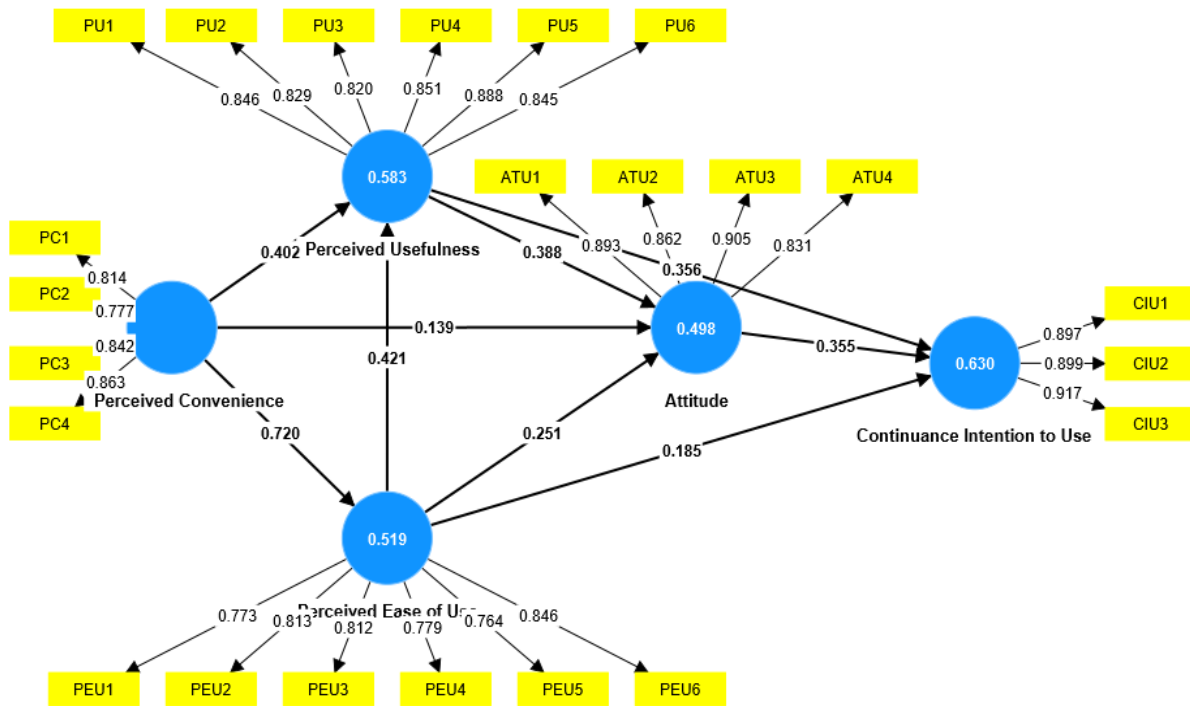 PU1 PU2 PU3 PU4 PU5 PU6
0.846 0.829 0.820 0.851 0.888 0.845
0.583
ATU1 ATU2 ATU3 ATU4
PC1
0.402 Perceived Usefulness
0.893 0.862 0.905 0.831
0.388
0.356
0.814
PC2
0.777
CIU1
0.139
0.498
0.897
0.842
0.355
PC3
0.421
0.630
0.899
CIU2
0.863
0.917
Perceived Convenience
Attitude
PC4
CIU3
0.720
0.251
Continuance Intention to Use
0.185
0.519
Perceived Ease of Use
0.773 0.813 0.812 0.779 0.764 0.846
PEU1 PEU2 PEU3 PEU4 PEU5 PEU6